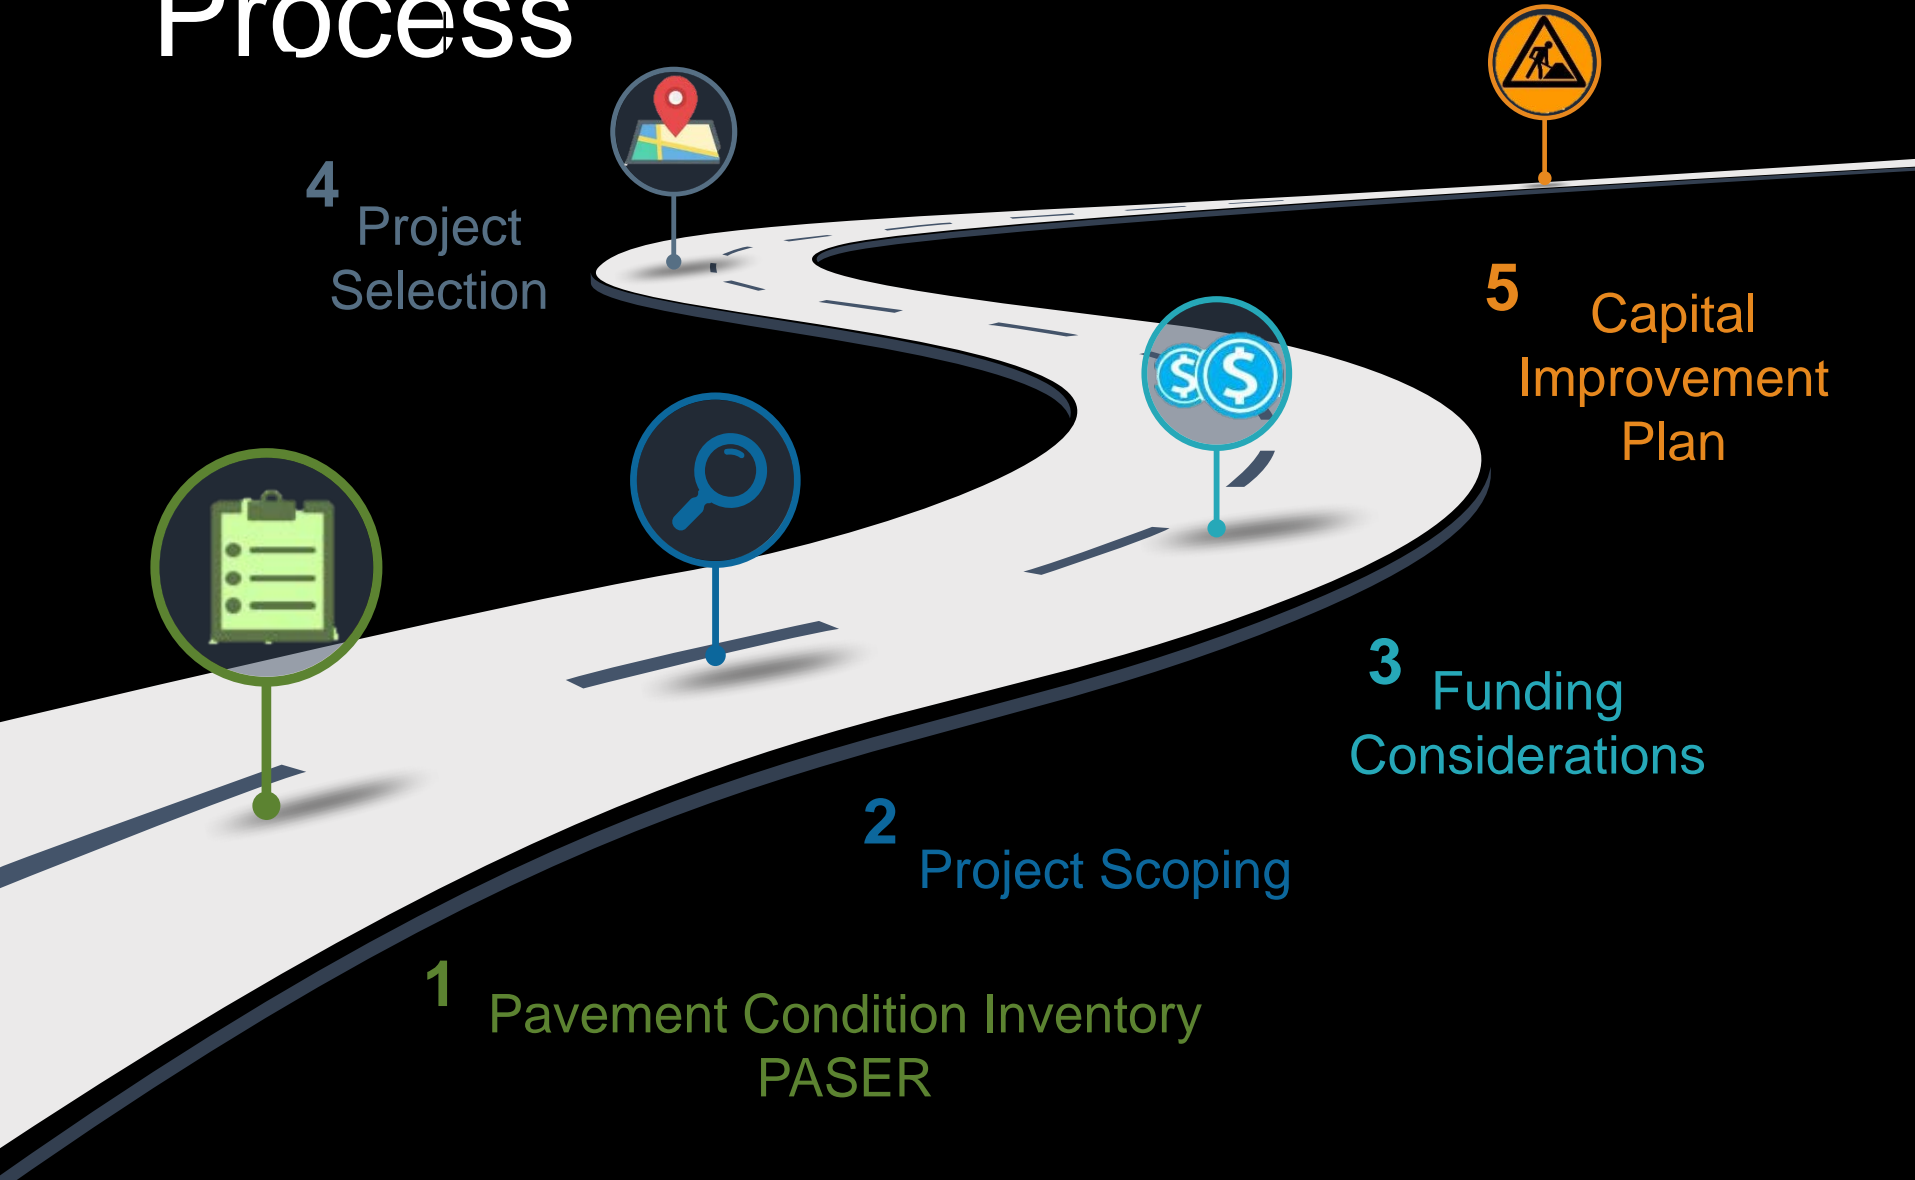 Process
4
Project
Selection
5
Capital
Improvement
Plan
3
Funding
Considerations
2
Project Scoping
1
Pavement Condition Inventory
PASER
$
$